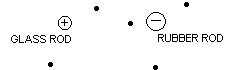 +
−
GLASS ROD
RUBBER ROD